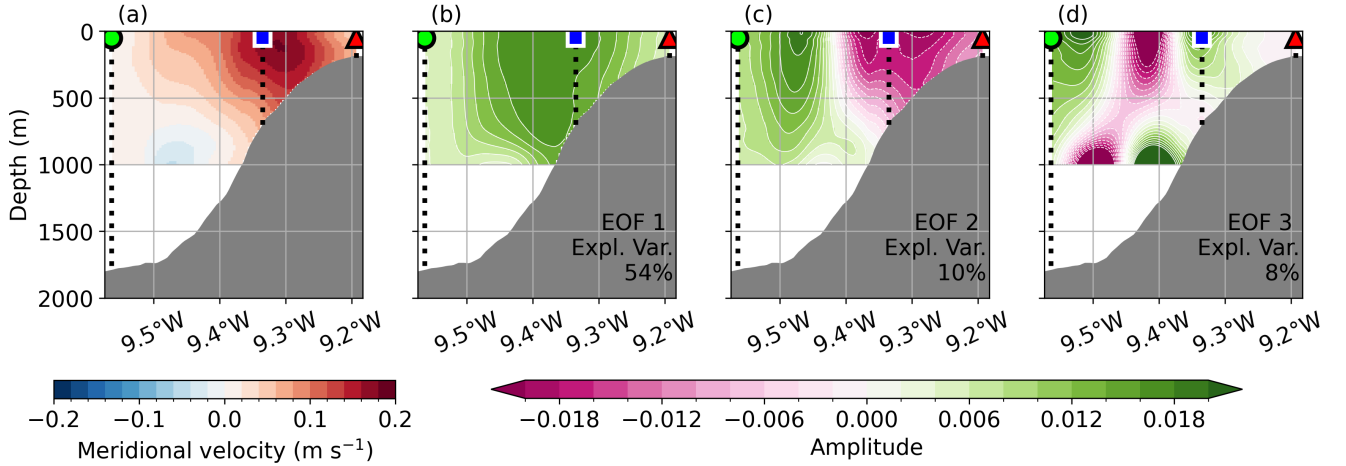 (a) (b) (c) (d)
0
500
1000
1500
2000
Depth (m)
EOF 1
Expl. Var.
54%
EOF 2
Expl. Var.
10%
EOF 3
Expl. Var.
8%
9.5°W 9.4°W 9.3°W 9.2°W
9.5°W 9.4°W 9.3°W 9.2°W
9.5°W 9.4°W 9.3°W 9.2°W
9.5°W 9.4°W 9.3°W 9.2°W
−0.2 −0.1 0.0 0.1 0.2
Meridional velocity (m s⁻¹)
−0.018 −0.012 −0.006 0.000 0.006 0.012 0.018
Amplitude